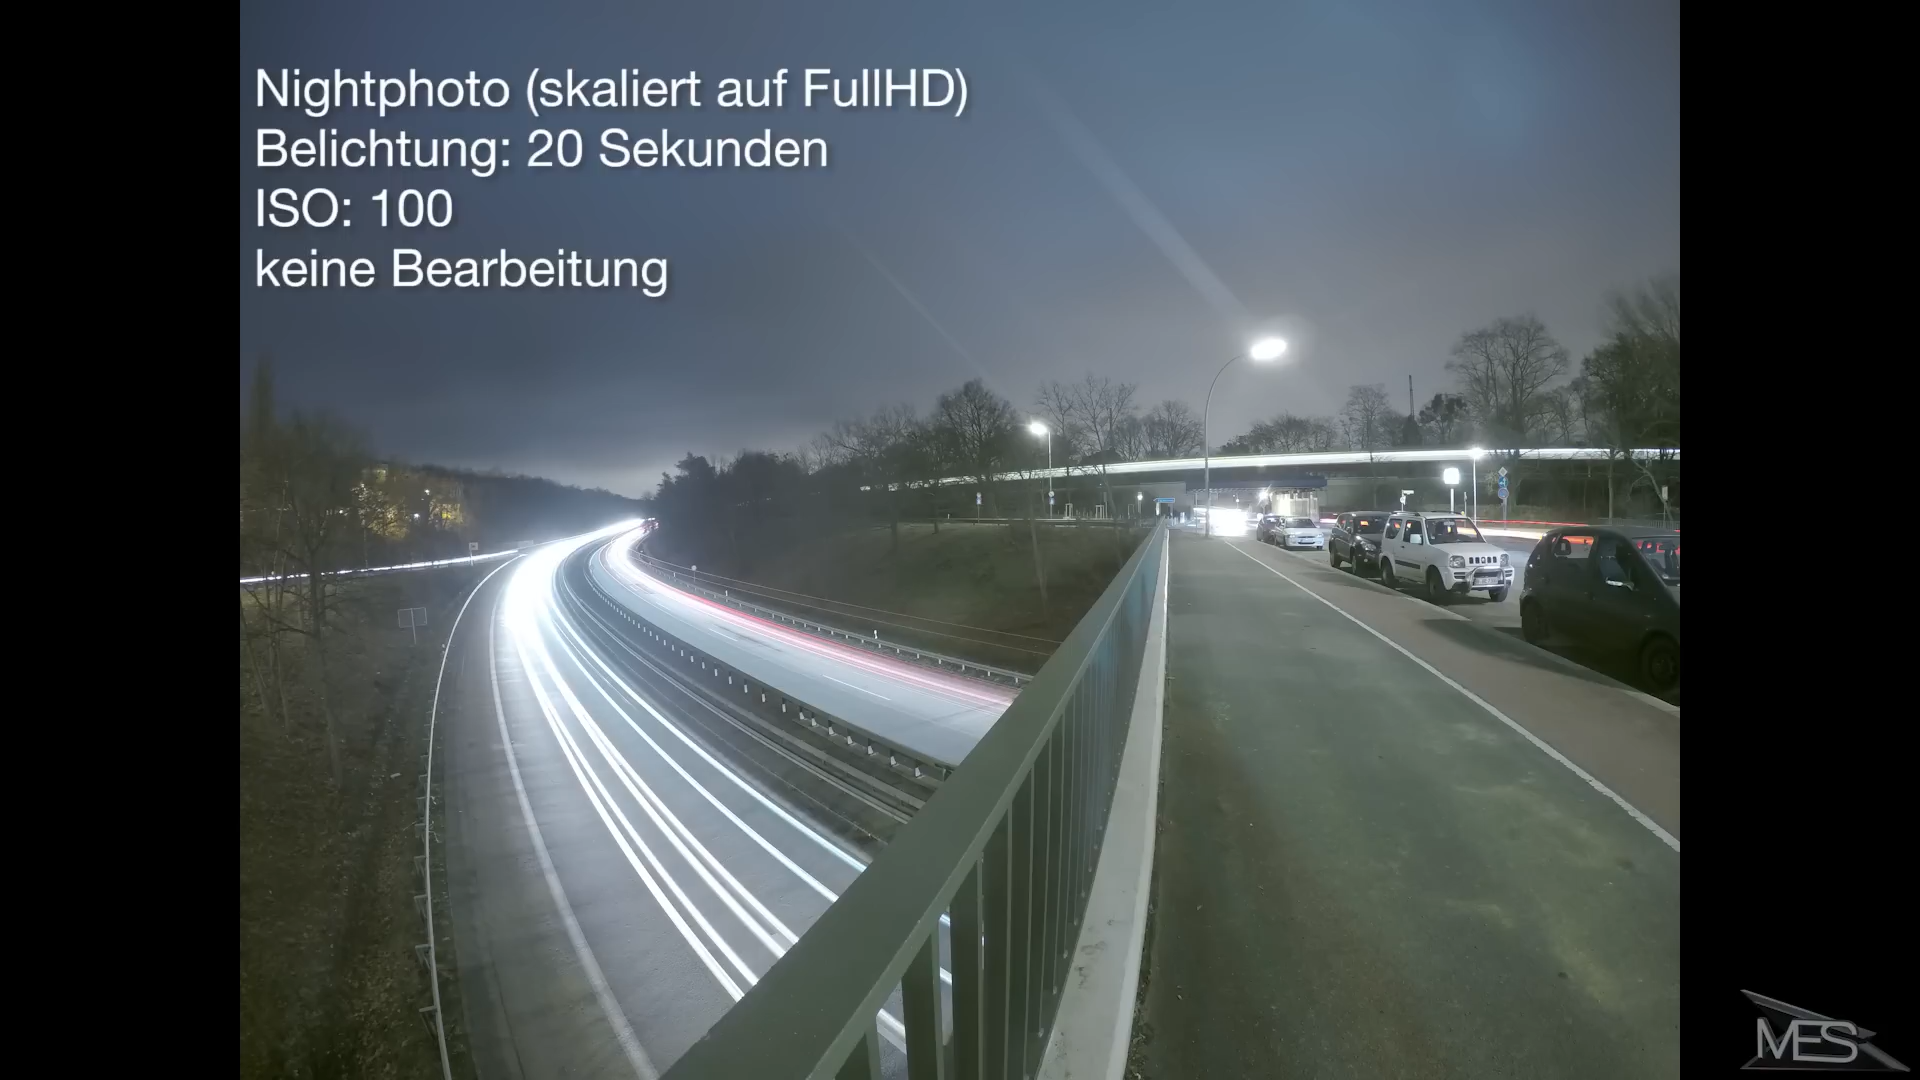 Nightphoto (skaliert auf FullHD)
Belichtung: 20 Sekunden
ISO: 100
keine Bearbeitung
MES